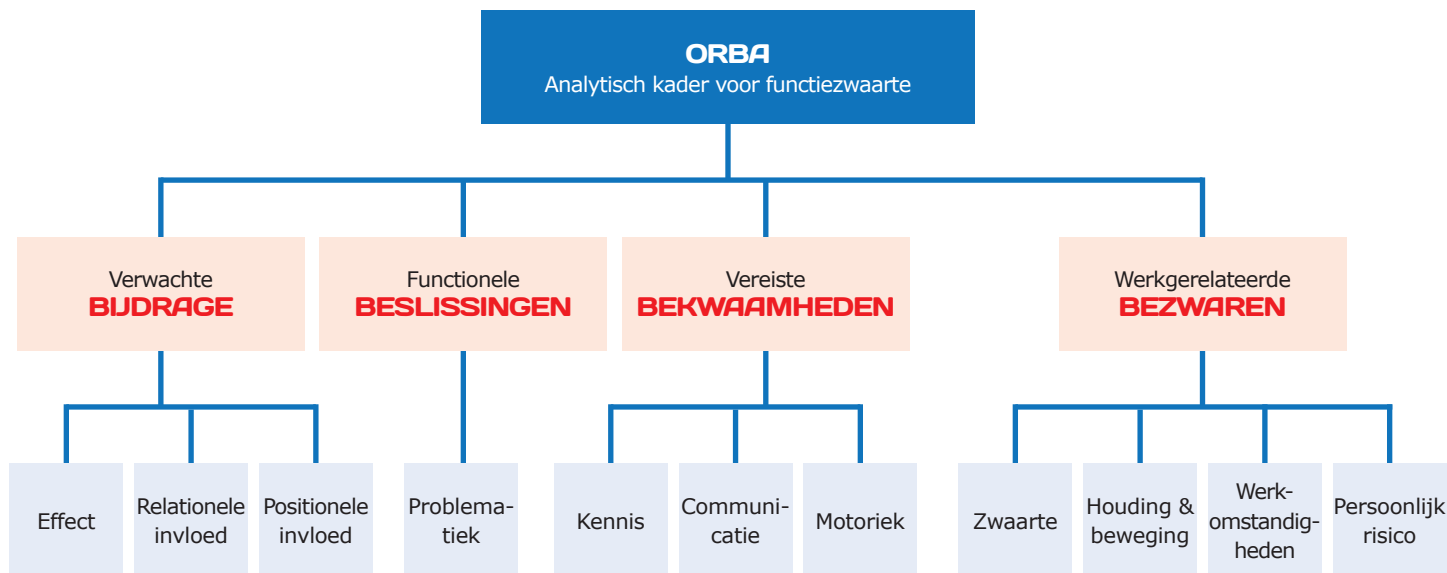 ORBA
Analytisch kader voor functiezwaarte
Verwachte
BIJDRAGE
Functionele
BESLISSINGEN
Vereiste
BEKWAAMHEDEN
Werkgerelateerde
BEZWAREN
Effect
Relationele
invloed
Positionele
invloed
Problema-
tiek
Kennis
Communi-
catie
Motoriek
Zwaarte
Houding &
beweging
Werk-
omstandig-
heden
Persoonlijk
risico